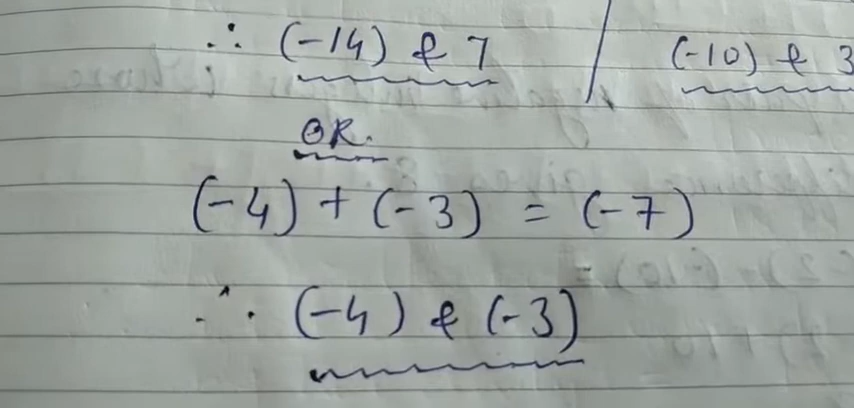 ∴ (-14) & 7 / (-10) & 3
OR.
(-4) + (-3) = (-7)
∴ (-4) & (-3)